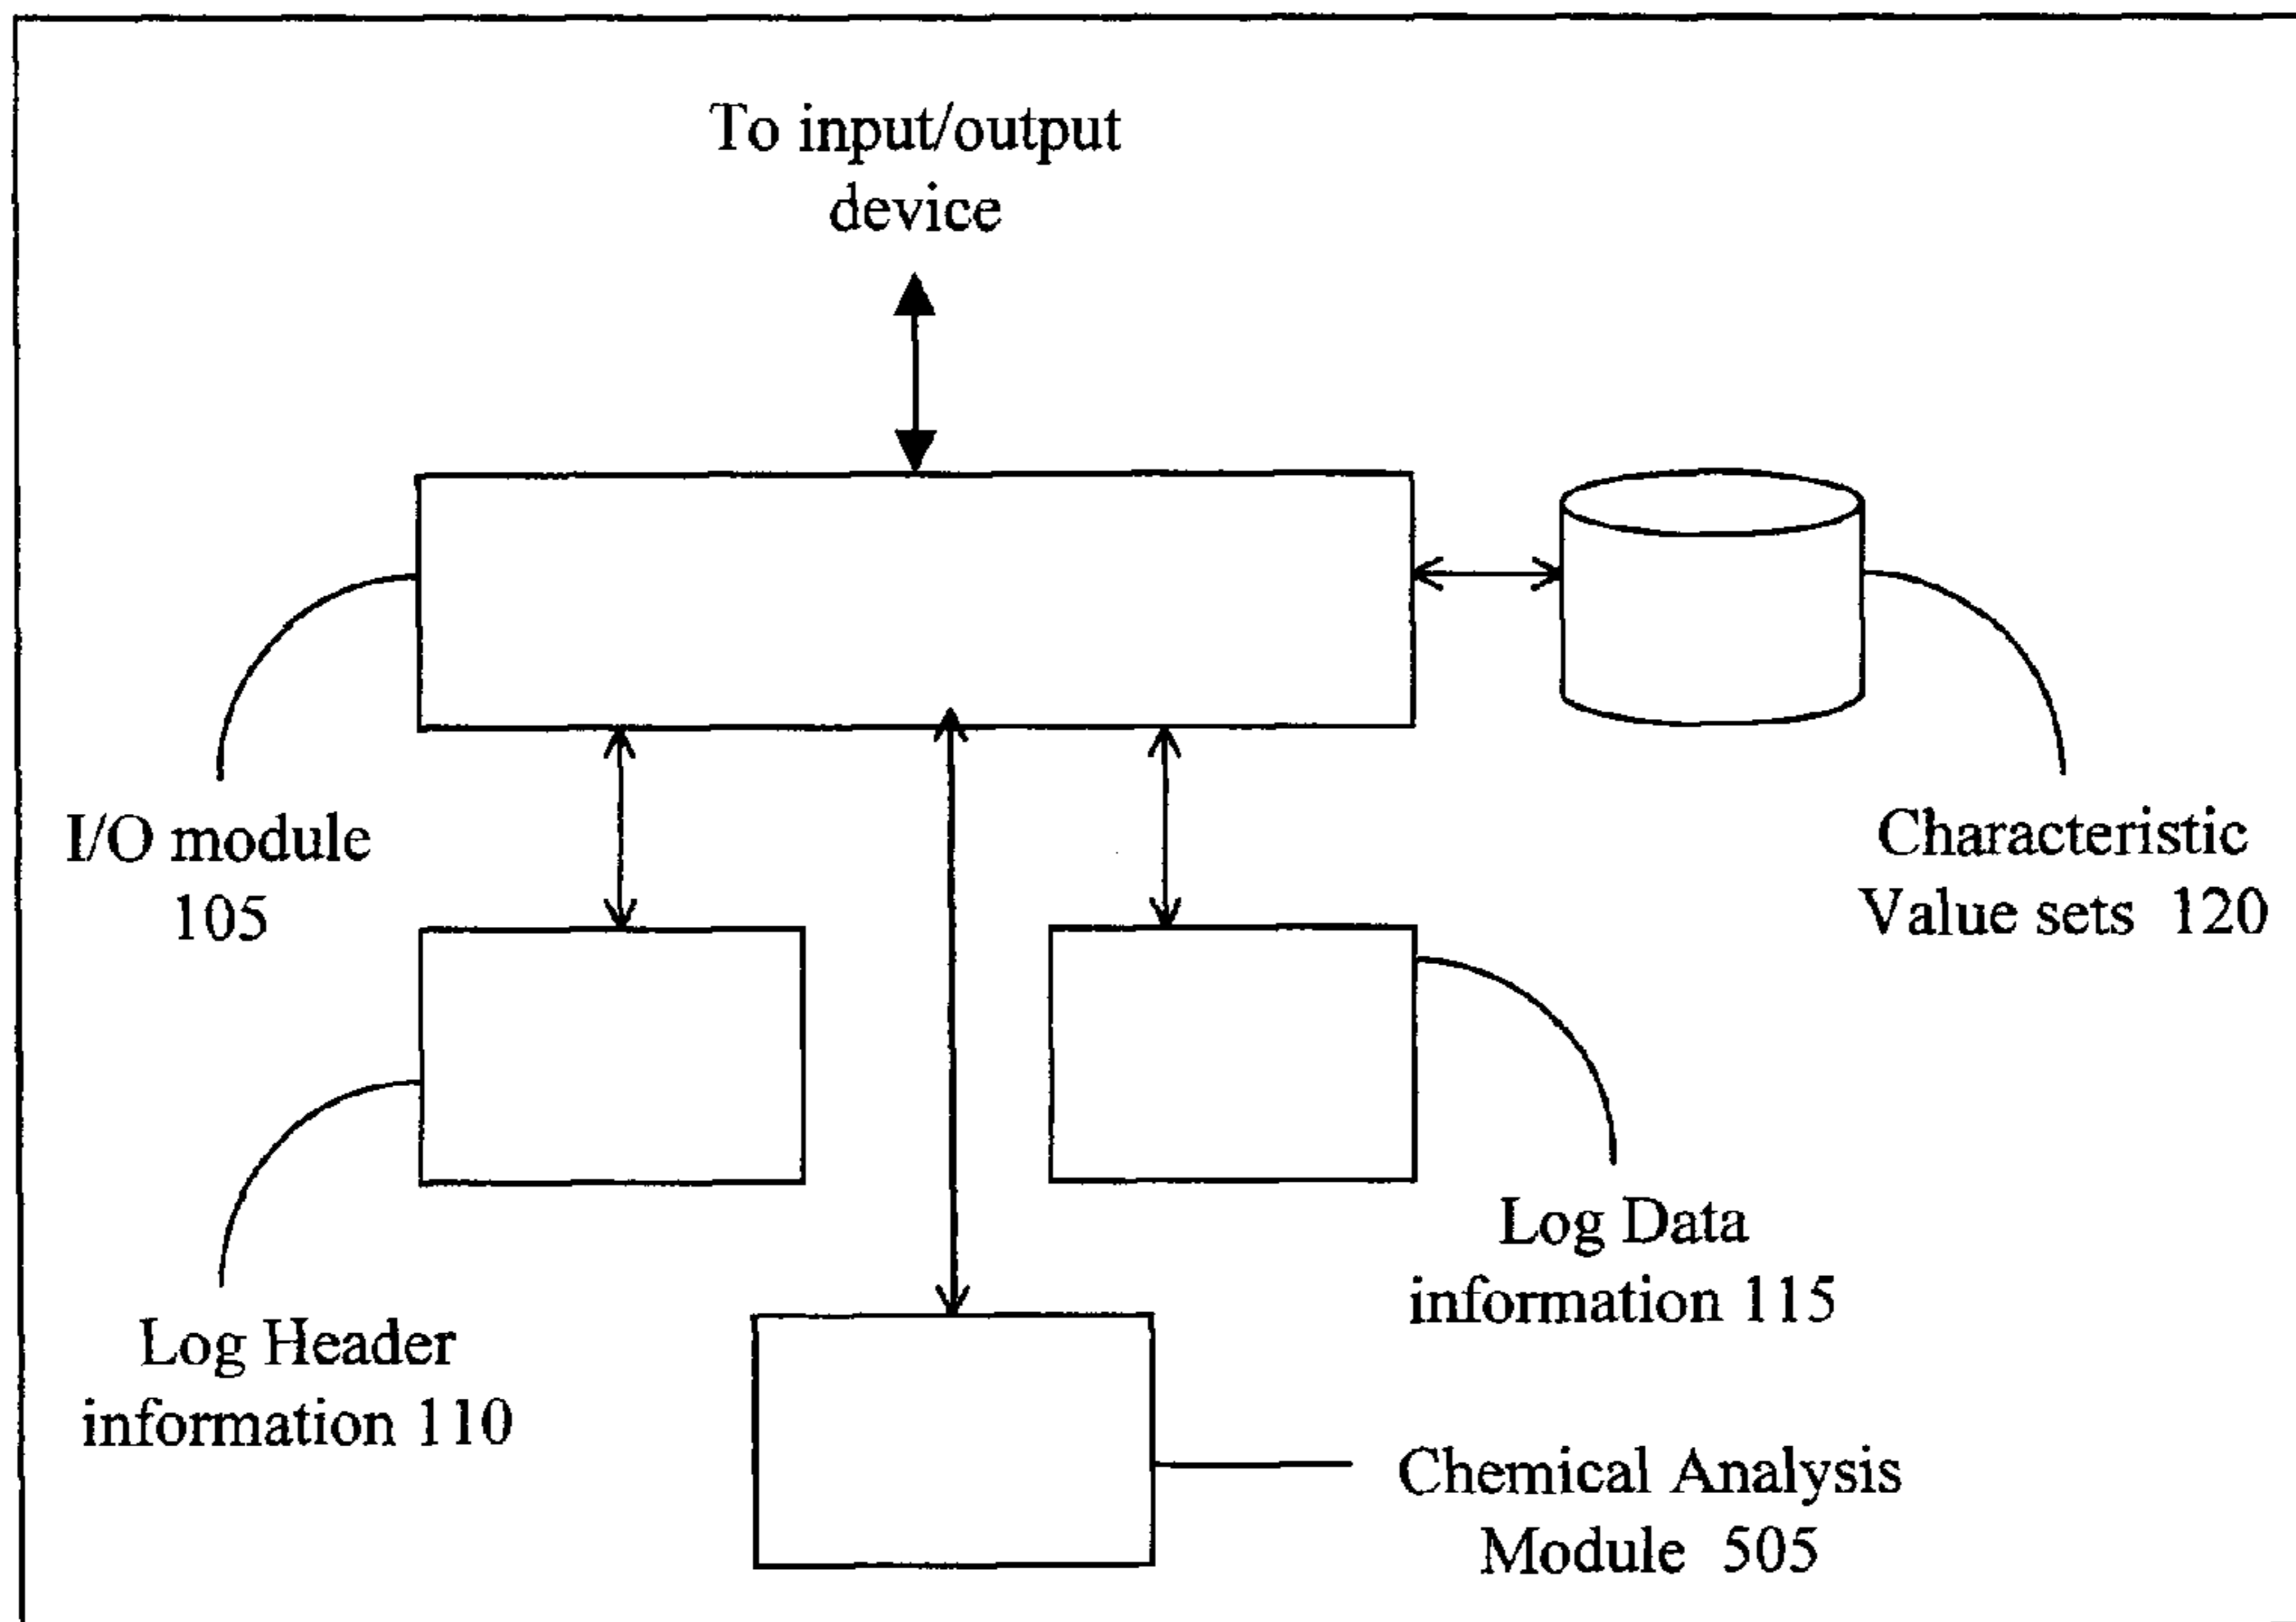 To input/output
device
I/O module
105
Characteristic
Value sets 120
Log Data
information 115
Log Header
information 110
Chemical Analysis
Module 505